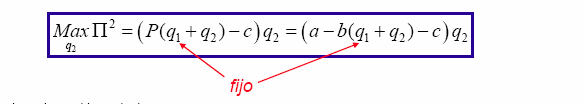 Max Π² = (P(q₁+q₂)−c)q₂ = (a−b(q₁+q₂)−c)q₂
q₂
fijo